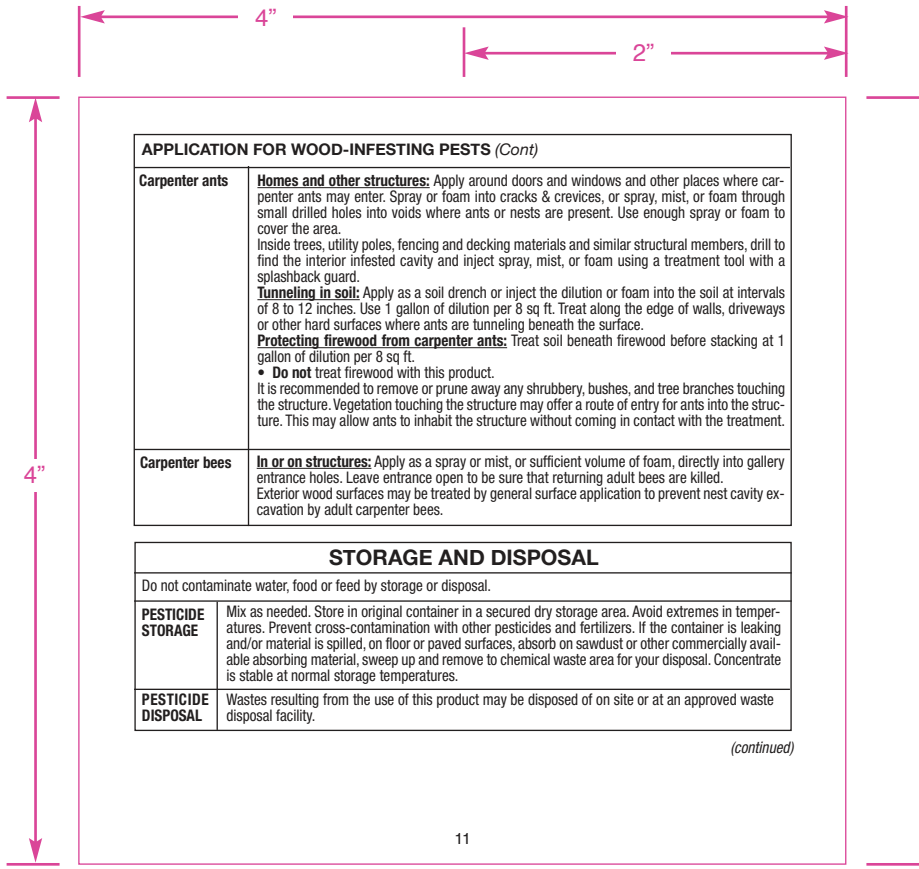 4”
2”
4”
APPLICATION FOR WOOD-INFESTING PESTS (Cont)
Carpenter ants
Homes and other structures: Apply around doors and windows and other places where car-
penter ants may enter. Spray or foam into cracks & crevices, or spray, mist, or foam through
small drilled holes into voids where ants or nests are present. Use enough spray or foam to
cover the area.
Inside trees, utility poles, fencing and decking materials and similar structural members, drill to
find the interior infested cavity and inject spray, mist, or foam using a treatment tool with a
splashback guard.
Tunneling in soil: Apply as a soil drench or inject the dilution or foam into the soil at intervals
of 8 to 12 inches. Use 1 gallon of dilution per 8 sq ft. Treat along the edge of walls, driveways
or other hard surfaces where ants are tunneling beneath the surface.
Protecting firewood from carpenter ants: Treat soil beneath firewood before stacking at 1
gallon of dilution per 8 sq ft.
• Do not treat firewood with this product.
It is recommended to remove or prune away any shrubbery, bushes, and tree branches touching
the structure. Vegetation touching the structure may offer a route of entry for ants into the struc-
ture. This may allow ants to inhabit the structure without coming in contact with the treatment.
Carpenter bees
In or on structures: Apply as a spray or mist, or sufficient volume of foam, directly into gallery
entrance holes. Leave entrance open to be sure that returning adult bees are killed.
Exterior wood surfaces may be treated by general surface application to prevent nest cavity ex-
cavation by adult carpenter bees.
STORAGE AND DISPOSAL
Do not contaminate water, food or feed by storage or disposal.
PESTICIDE
STORAGE
Mix as needed. Store in original container in a secured dry storage area. Avoid extremes in temper-
atures. Prevent cross-contamination with other pesticides and fertilizers. If the container is leaking
and/or material is spilled, on floor or paved surfaces, absorb on sawdust or other commercially avail-
able absorbing material, sweep up and remove to chemical waste area for your disposal. Concentrate
is stable at normal storage temperatures.
PESTICIDE
DISPOSAL
Wastes resulting from the use of this product may be disposed of on site or at an approved waste
disposal facility.
(continued)
11